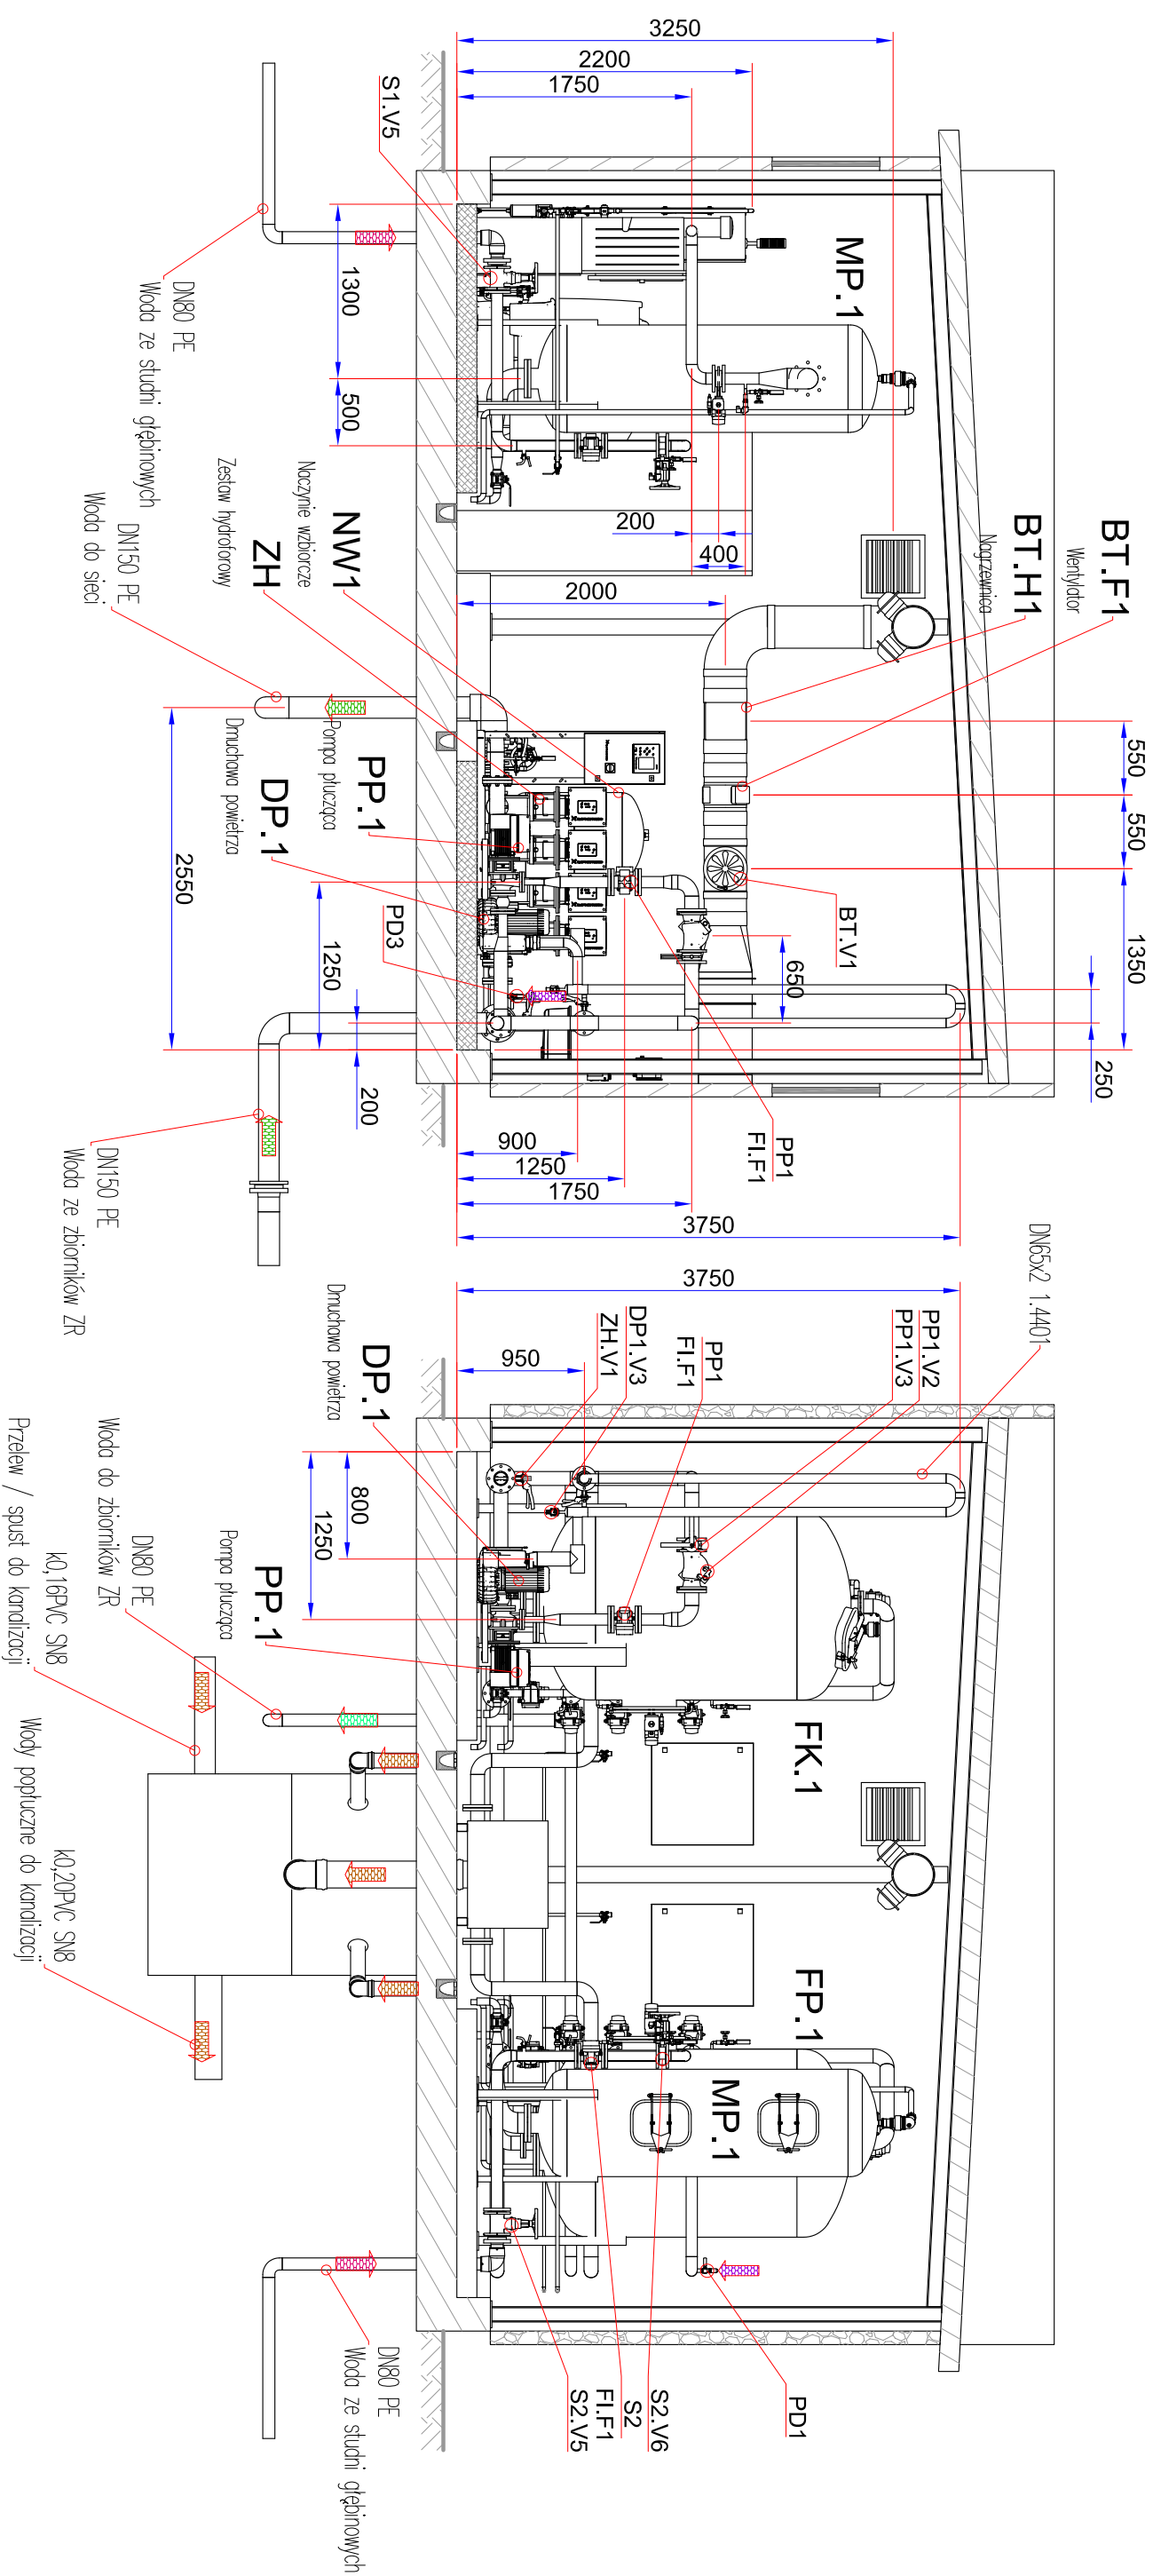 3250
2200
1750
S1.V5
1300
500
DN80 PE
Woda ze studni głębinowych
MP.1
200
400
2000
BT.F1
Wentylator
BT.H1
Nagrzewnica
NW1
Naczynie wzbiorcze
ZH
Zestaw hydroforowy
DN150 PE
Woda do sieci
PP.1
Pompa płucząca
DP.1
Dmuchawa powietrza
550
550
1350
BT.V1
650
250
PD3
1250
2550
200
PP1
FI.F1
900
1250
1750
3750
DN150 PE
Woda ze zbiorników ZR
DN65x2 1.4401
3750
950
PP1.V2
PP1.V3
PP1
FI.F1
DP1.V3
ZH.V1
DP.1
Dmuchawa powietrza
800
1250
PP.1
Pompa płucząca
DN80 PE
Woda do zbiorników ZR
k0,16PVC SN8
Przelew / spust do kanalizacji
k0,20PVC SN8
Wody popłuczne do kanalizacji
FK.1
FP.1
MP.1
PD1
S2.V6
S2
FI.F1
S2.V5
DN80 PE
Woda ze studni głębinowych